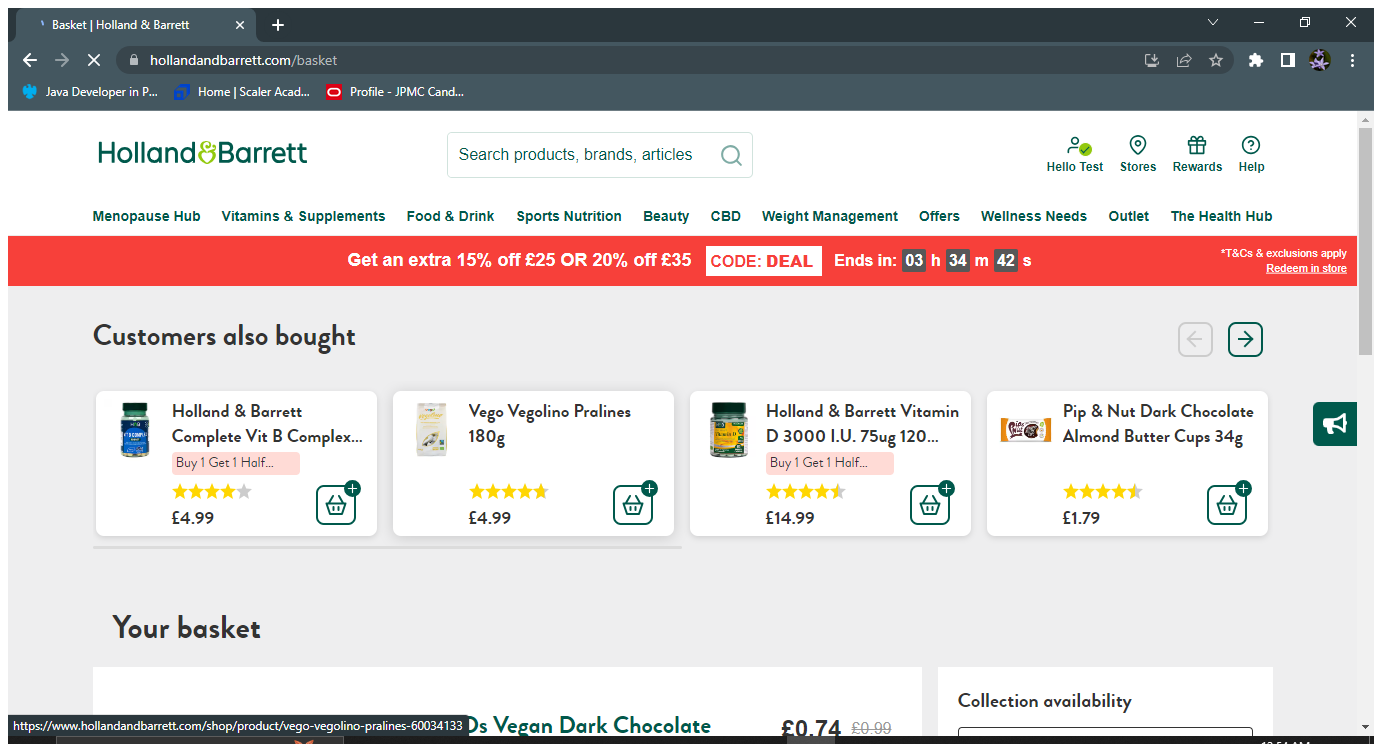 Basket | Holland & Barrett
hollandandbarrett.com/basket
Java Developer in P... Home | Scaler Acad... Profile - JPMC Cand...
Holland&Barrett
Search products, brands, articles
Hello Test Stores Rewards Help
Menopause Hub Vitamins & Supplements Food & Drink Sports Nutrition Beauty CBD Weight Management Offers Wellness Needs Outlet The Health Hub
Get an extra 15% off £25 OR 20% off £35 CODE: DEAL Ends in: 03 h 34 m 42 s
*T&Cs & exclusions apply
Redeem in store
Customers also bought
Holland & Barrett
Complete Vit B Complex...
Buy 1 Get 1 Half...
£4.99
Vego Vegolino Pralines
180g
£4.99
Holland & Barrett Vitamin
D 3000 I.U. 75ug 120...
Buy 1 Get 1 Half...
£14.99
Pip & Nut Dark Chocolate
Almond Butter Cups 34g
£1.79
Your basket
Ds Vegan Dark Chocolate £0.74 £0.99
Collection availability
https://www.hollandandbarrett.com/shop/product/vego-vegolino-pralines-60034133